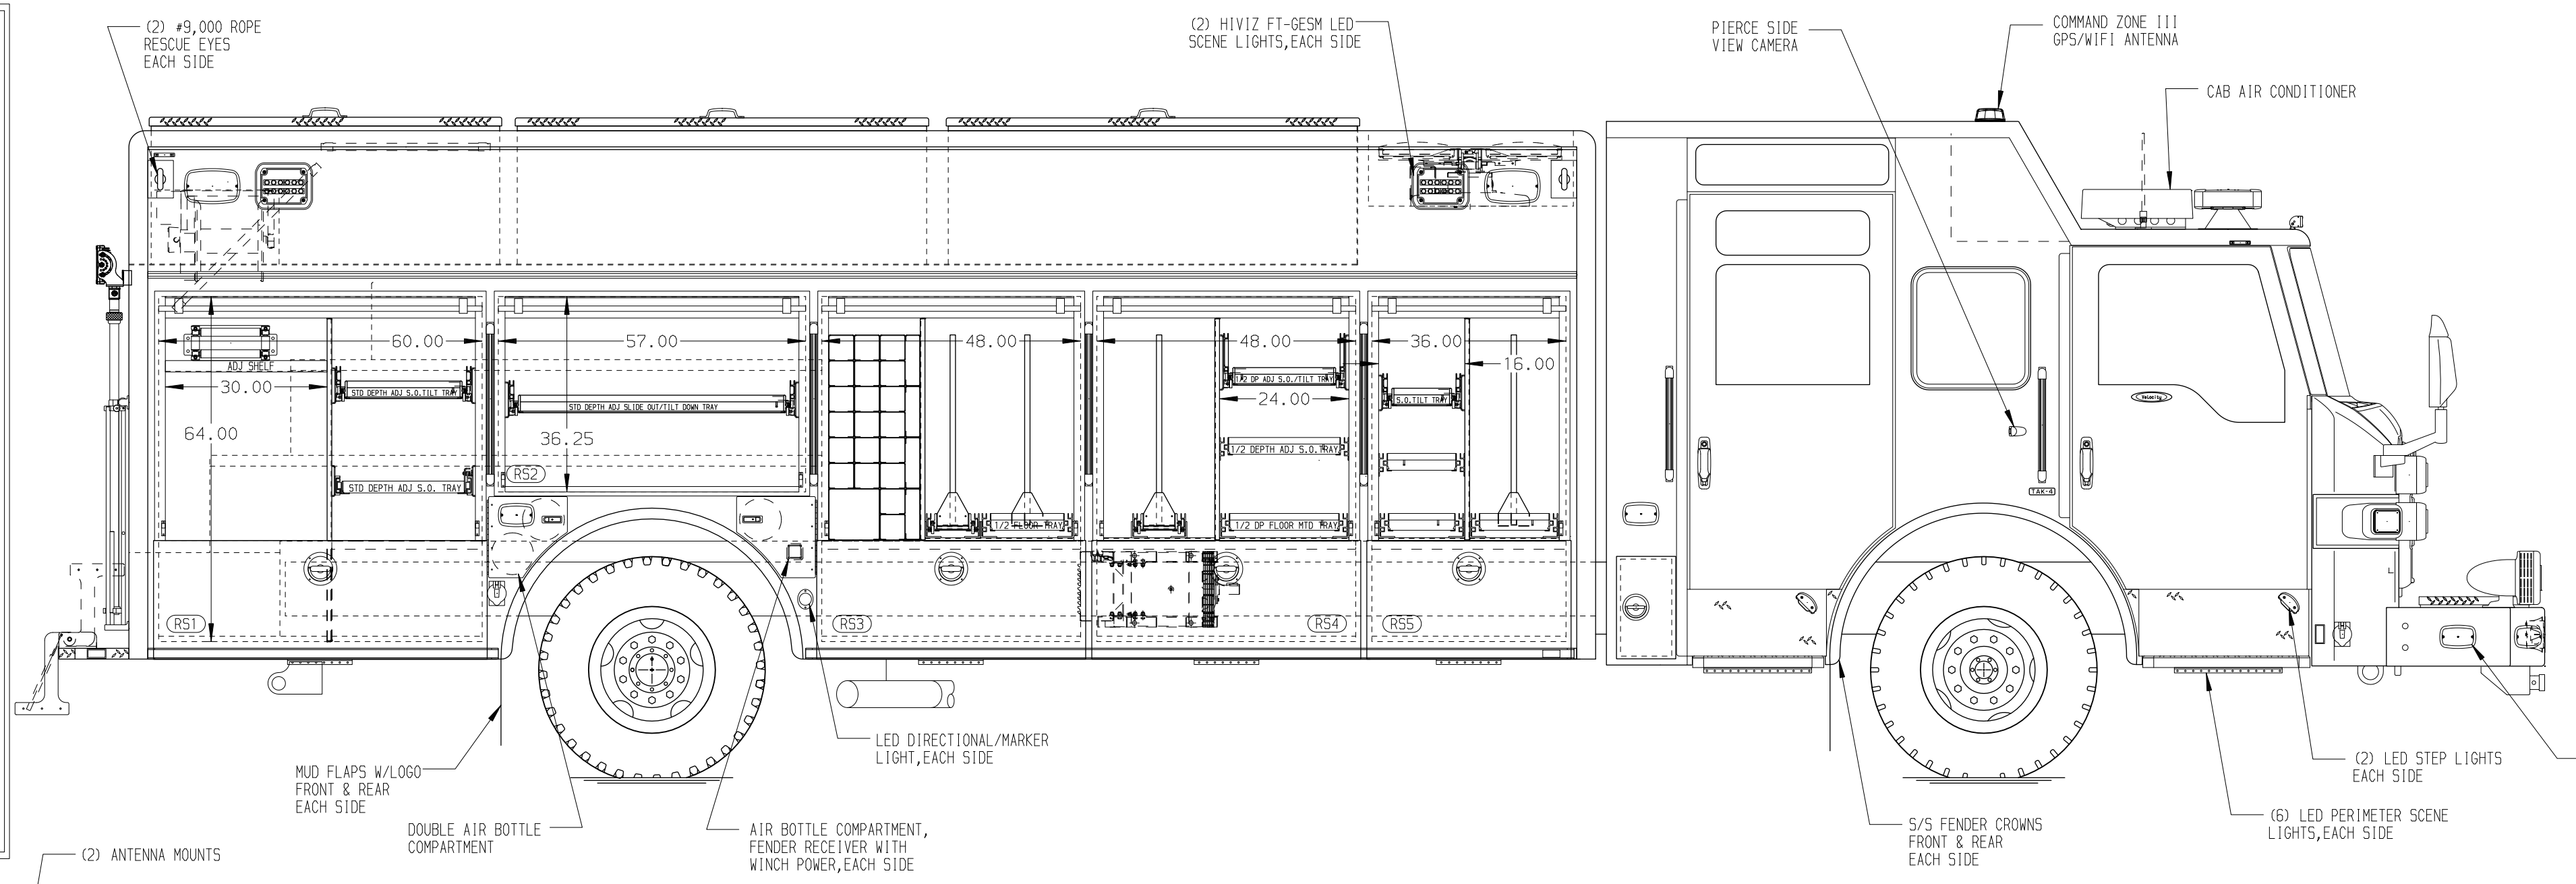 (2) #9,000 ROPE
RESCUE EYES
EACH SIDE
(2) HIVIZ FT-GESM LED
SCENE LIGHTS,EACH SIDE
PIERCE SIDE
VIEW CAMERA
COMMAND ZONE III
GPS/WIFI ANTENNA
CAB AIR CONDITIONER
60.00
57.00
48.00
48.00
36.00
16.00
ADJ SHELF
30.00
STD DEPTH ADJ S.O.TILT TRAY
STD DEPTH ADJ SLIDE OUT/TILT DOWN TRAY
1/2 DP ADJ S.O./TILT TRAY
24.00
S.O.TILT TRAY
Velocity
64.00
36.25
1/2 DEPTH ADJ S.O.TRAY
RS2
STD DEPTH ADJ S.O. TRAY
TAK-4
1/2 FLOOR TRAY
1/2 DP FLOOR MTD TRAY
RS1
RS3
RS4
RS5
LED DIRECTIONAL/MARKER
LIGHT,EACH SIDE
MUD FLAPS W/LOGO
FRONT & REAR
EACH SIDE
(2) LED STEP LIGHTS
EACH SIDE
DOUBLE AIR BOTTLE
COMPARTMENT
AIR BOTTLE COMPARTMENT,
FENDER RECEIVER WITH
WINCH POWER,EACH SIDE
S/S FENDER CROWNS
FRONT & REAR
EACH SIDE
(6) LED PERIMETER SCENE
LIGHTS,EACH SIDE
(2) ANTENNA MOUNTS